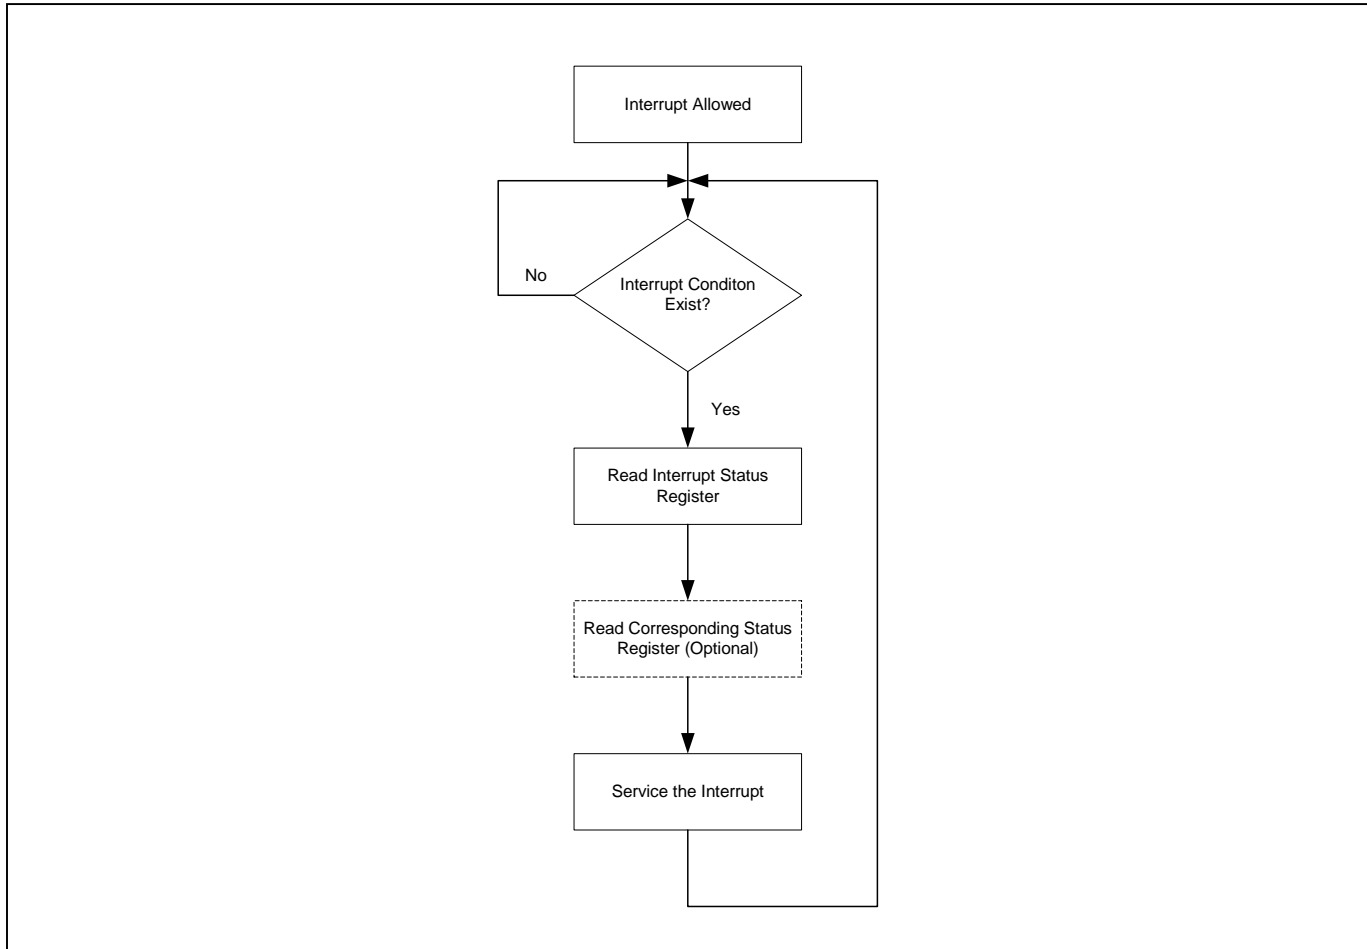 Interrupt Allowed
No
Interrupt Conditon
Exist?
Yes
Read Interrupt Status
Register
Read Corresponding Status
Register (Optional)
Service the Interrupt